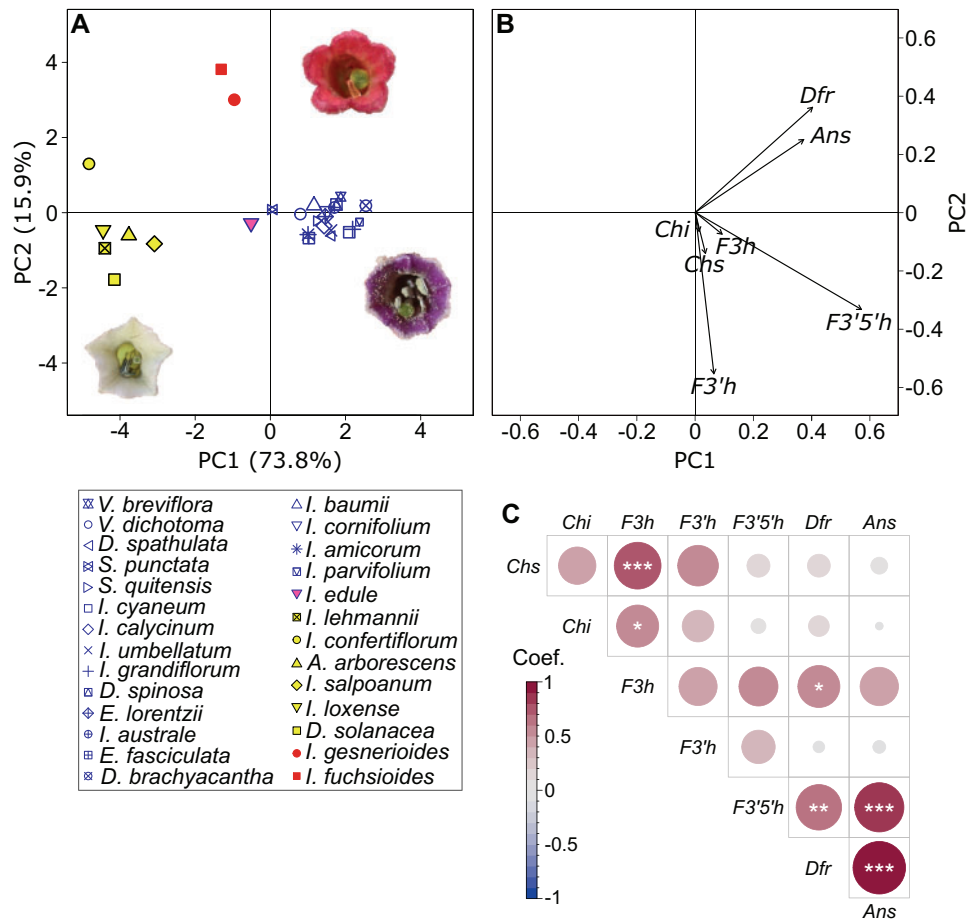 A
B
4
2
0
-2
-4
PC2 (15.9%)
-4
-2
0
2
4
PC1 (73.8%)
Dfr
Ans
Chi
F3h
Chs
F3'5'h
F3'h
0.6
0.4
0.2
0
-0.2
-0.4
-0.6
PC2
-0.6
-0.4
-0.2
0
0.2
0.4
0.6
PC1
V. breviflora
V. dichotoma
D. spathulata
S. punctata
S. quitensis
I. cyaneum
I. calycinum
I. umbellatum
I. grandiflorum
D. spinosa
E. lorentzii
I. australe
E. fasciculata
D. brachyacantha
I. baumii
I. cornifolium
I. amicorum
I. parvifolium
I. edule
I. lehmannii
I. confertiflorum
A. arborescens
I. salpoanum
I. loxense
D. solanacea
I. gesnerioides
I. fuchsioides
C
Chi F3h F3'h F3'5'h Dfr Ans
Chs ***
Chi *
F3h *
F3'h
F3'5'h ** ***
Dfr ***
Ans
Coef.
1
0.5
0
-0.5
-1